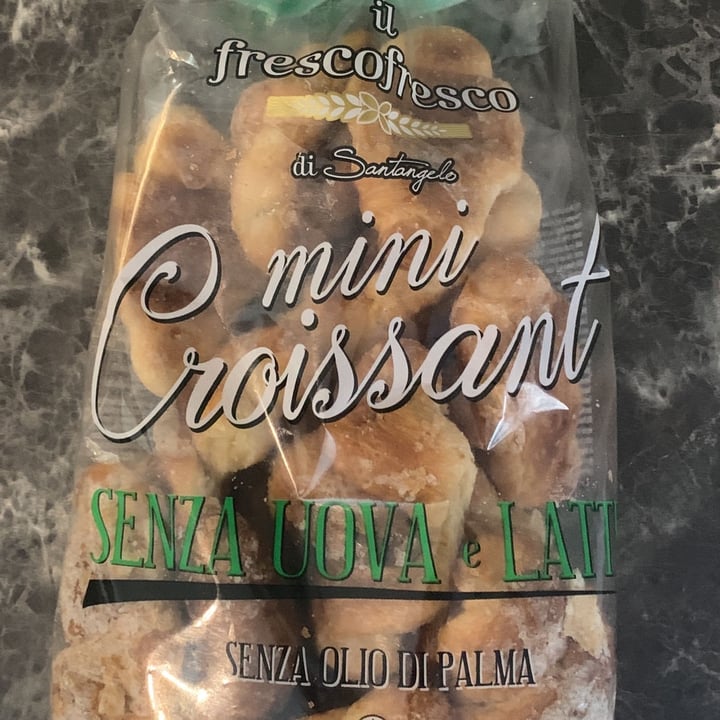 il
frescofresco
di Santangelo
mini
Croissant
SENZA UOVA e LATT
SENZA OLIO DI PALMA